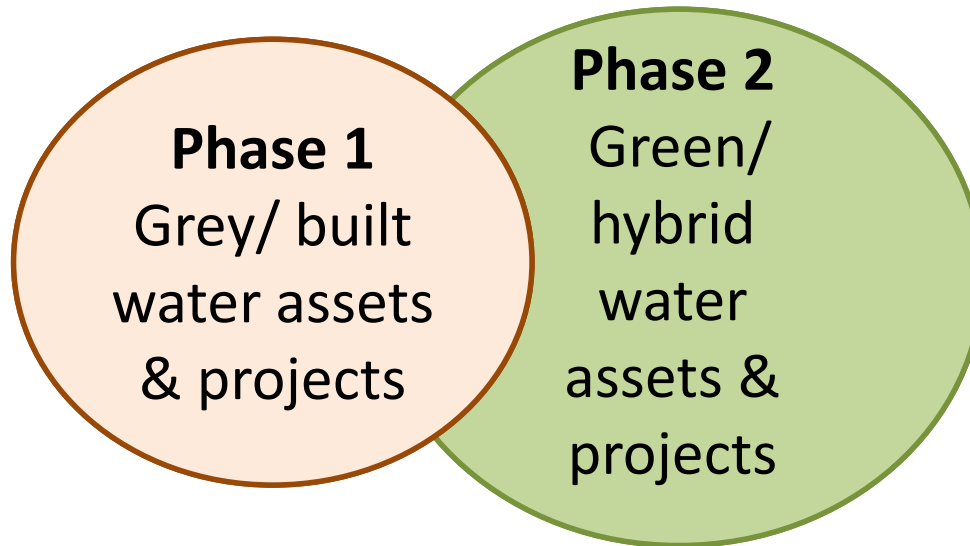 Phase 1
Grey/ built
water assets
& projects
Phase 2
Green/
hybrid
water
assets &
projects